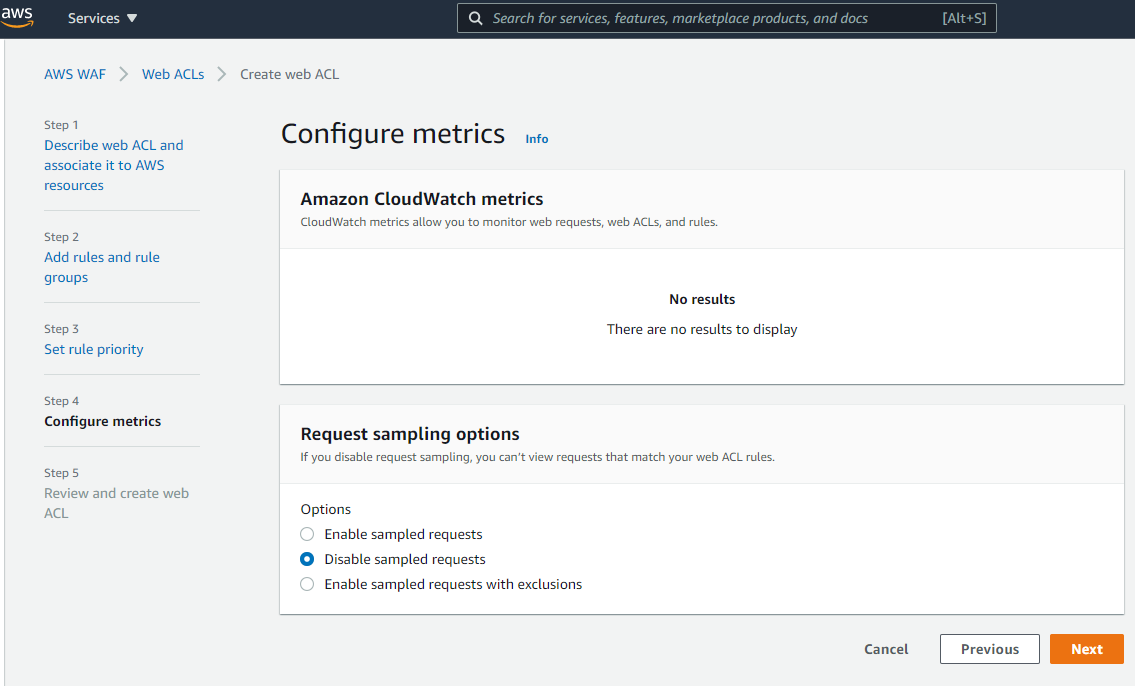 aws
Services
Search for services, features, marketplace products, and docs
[Alt+S]
AWS WAF
Web ACLs
Create web ACL
Step 1
Describe web ACL and
associate it to AWS
resources
Step 2
Add rules and rule
groups
Step 3
Set rule priority
Step 4
Configure metrics
Step 5
Review and create web
ACL
Configure metrics
Info
Amazon CloudWatch metrics
CloudWatch metrics allow you to monitor web requests, web ACLs, and rules.
No results
There are no results to display
Request sampling options
If you disable request sampling, you can’t view requests that match your web ACL rules.
Options
Enable sampled requests
Disable sampled requests
Enable sampled requests with exclusions
Cancel
Previous
Next